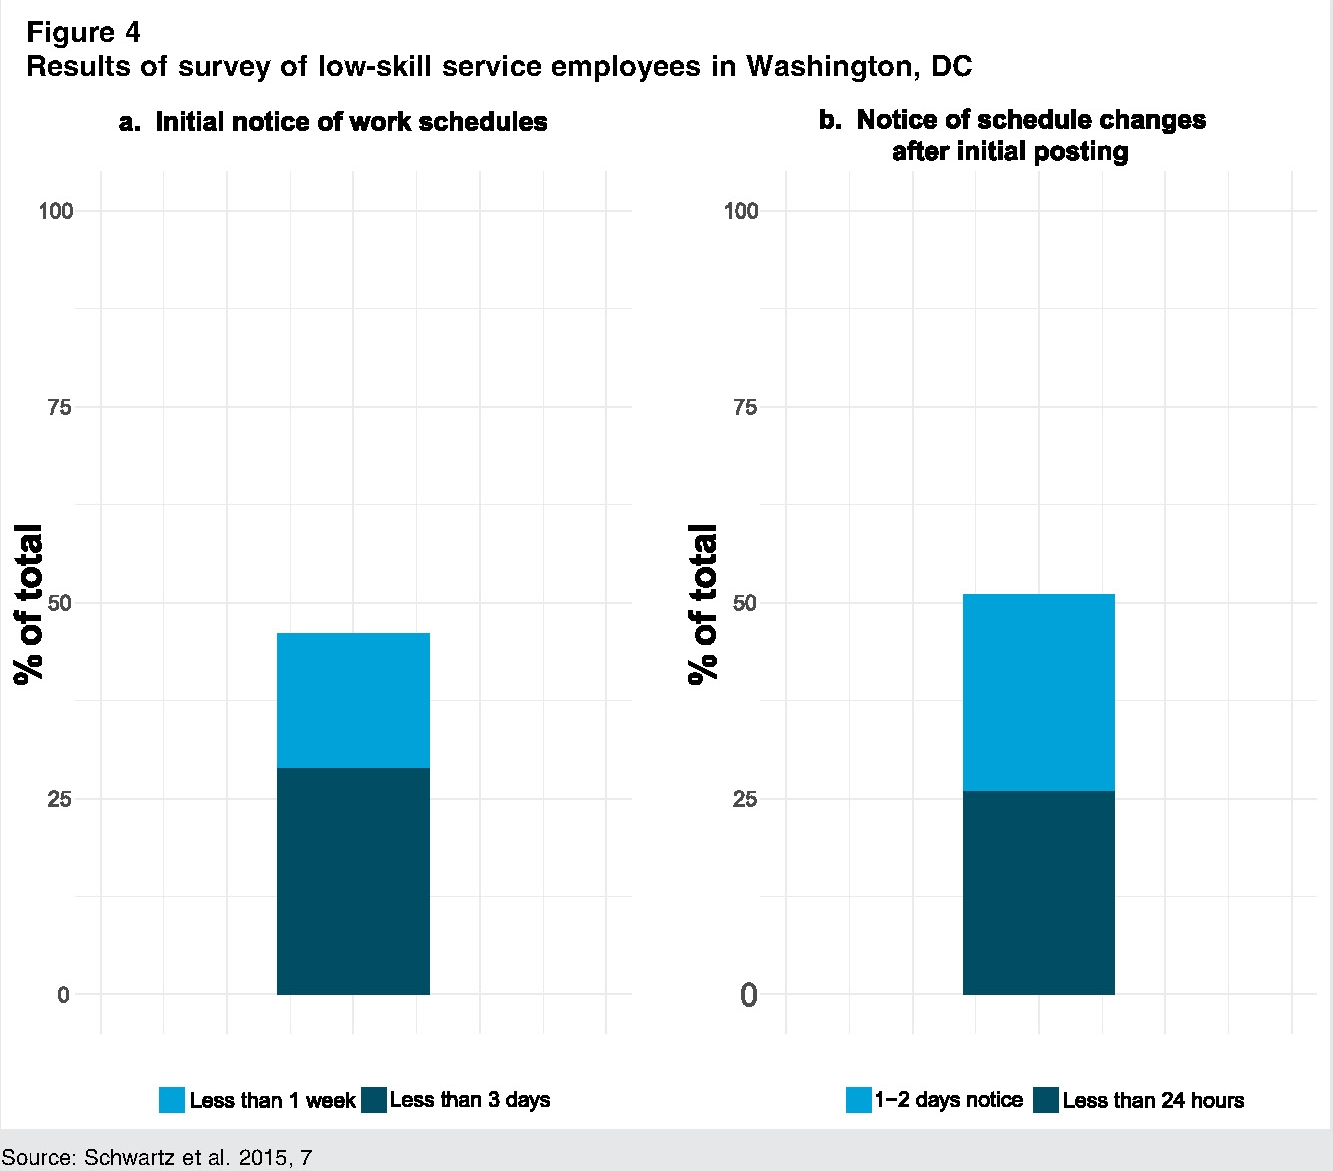 Figure 4
Results of survey of low-skill service employees in Washington, DC
a. Initial notice of work schedules
100
75
50
25
0
% of total
Less than 1 week
Less than 3 days
b. Notice of schedule changes
after initial posting
100
75
50
25
0
% of total
1–2 days notice
Less than 24 hours
Source: Schwartz et al. 2015, 7